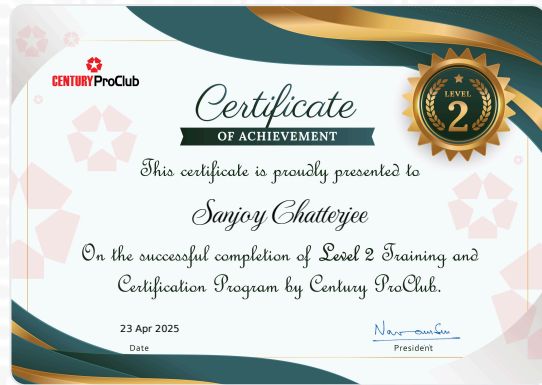 CENTURY ProClub
Certificate
OF ACHIEVEMENT
LEVEL
2
This certificate is proudly presented to
Sanjoy Chatterjee
On the successful completion of Level 2 Training and
Certification Program by Century ProClub.
23 Apr 2025
Date
President